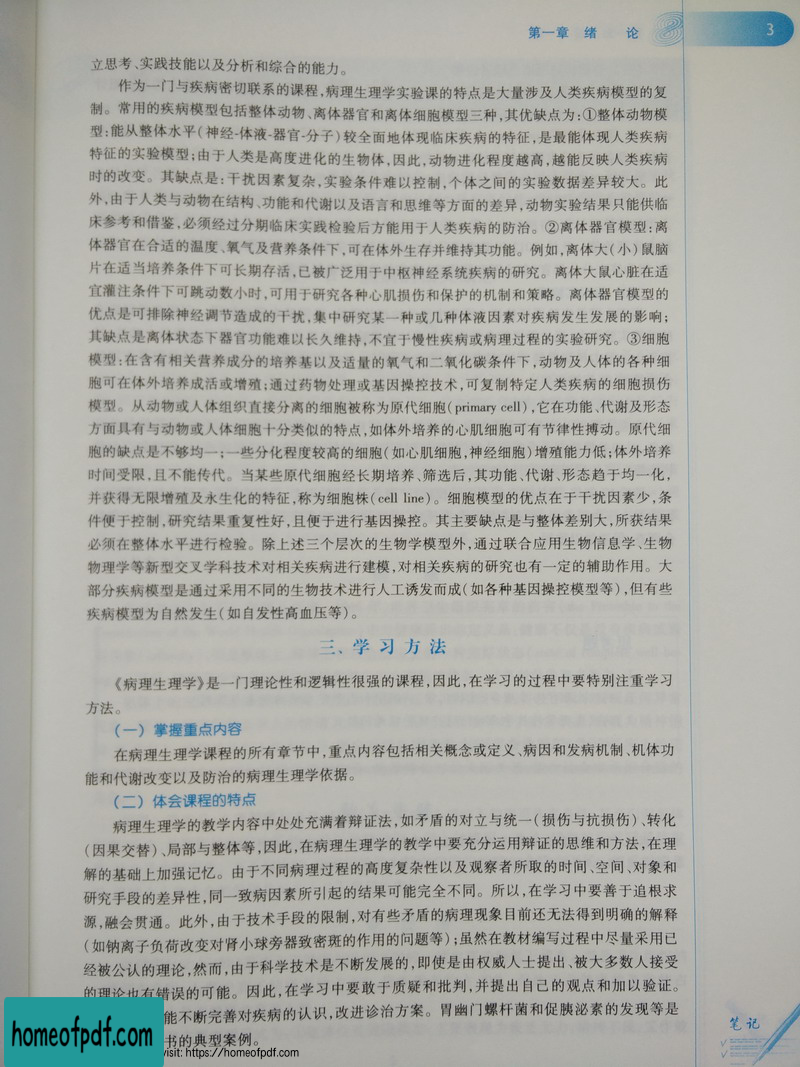 第一章 绪 论
3
立思考、实践技能以及分析和综合的能力。
作为一门与疾病密切联系的课程,病理生理学实验课的特点是大量涉及人类疾病模型的复
制。常用的疾病模型包括整体动物、离体器官和离体细胞模型三种,其优缺点为:①整体动物模
型:能从整体水平(神经-体液-器官-分子)较全面地体现临床疾病的特征,是最能体现人类疾病
特征的实验模型;由于人类是高度进化的生物体,因此,动物进化程度越高,越能反映人类疾病
时的改变。其缺点是:干扰因素复杂,实验条件难以控制,个体之间的实验数据差异较大。此
外,由于人类与动物在结构、功能和代谢以及语言和思维等方面的差异,动物实验结果只能供临
床参考和借鉴,必须经过分期临床实践检验后方能用于人类疾病的防治。②离体器官模型:离
体器官在合适的温度、氧气及营养条件下,可在体外生存并维持其功能。例如,离体大(小)鼠脑
片在适当培养条件下可长期存活,已被广泛用于中枢神经系统疾病的研究。离体大鼠心脏在适
宜灌注条件下可跳动数小时,可用于研究各种心肌损伤和保护的机制和策略。离体器官模型的
优点是可排除神经调节造成的干扰,集中研究某一种或几种体液因素对疾病发生发展的影响;
其缺点是离体状态下器官功能难以长久维持,不宜于慢性疾病或病理过程的实验研究。③细胞
模型:在含有相关营养成分的培养基以及适量的氧气和二氧化碳条件下,动物及人体的各种细
胞可在体外培养成活或增殖;通过药物处理或基因操控技术,可复制特定人类疾病的细胞损伤
模型。从动物或人体组织直接分离的细胞被称为原代细胞(primary cell),它在功能、代谢及形态
方面具有与动物或人体细胞十分类似的特点,如体外培养的心肌细胞可有节律性搏动。原代细
胞的缺点是不够均一;一些分化程度较高的细胞(如心肌细胞,神经细胞)增殖能力低;体外培养
时间受限,且不能传代。当某些原代细胞经长期培养、筛选后,其功能、代谢、形态趋于均一化,
并获得无限增殖及永生化的特征,称为细胞株(cell line)。细胞模型的优点在于干扰因素少,条
件便于控制,研究结果重复性好,且便于进行基因操控。其主要缺点是与整体差别大,所获结果
必须在整体水平进行检验。除上述三个层次的生物学模型外,通过联合应用生物信息学、生物
物理学等新型交叉学科技术对相关疾病进行建模,对相关疾病的研究也有一定的辅助作用。大
部分疾病模型是通过采用不同的生物技术进行人工诱发而成(如各种基因操控模型等),但有些
疾病模型为自然发生(如自发性高血压等)。
三、学习方法
《病理生理学》是一门理论性和逻辑性很强的课程,因此,在学习的过程中要特别注重学习
方法。
(一)掌握重点内容
在病理生理学课程的所有章节中,重点内容包括相关概念或定义、病因和发病机制、机体功
能和代谢改变以及防治的病理生理学依据。
(二)体会课程的特点
病理生理学的教学内容中处处充满着辩证法,如矛盾的对立与统一(损伤与抗损伤)、转化
(因果交替)、局部与整体等,因此,在病理生理学的教学中要充分运用辩证的思维和方法,在理
解的基础上加强记忆。由于不同病理过程的高度复杂性以及观察者所取的时间、空间、对象和
研究手段的差异性,同一致病因素所引起的结果可能完全不同。所以,在学习中要善于追根求
源,融会贯通。此外,由于技术手段的限制,对有些矛盾的病理现象目前还无法得到明确的解释
(如钠离子负荷改变对肾小球旁器致密斑的作用的问题等);虽然在教材编写过程中尽量采用已
经被公认的理论,然而,由于科学技术是不断发展的,即使是由权威人士提出、被大多数人接受
的理论也有错误的可能。因此,在学习中要敢于质疑和批判,并提出自己的观点和加以验证。
能不断完善对疾病的认识,改进诊治方案。胃幽门螺杆菌和促胰泌素的发现等是
书的典型案例。
笔记
homeofpdf.com
visit: https://homeofpdf.com